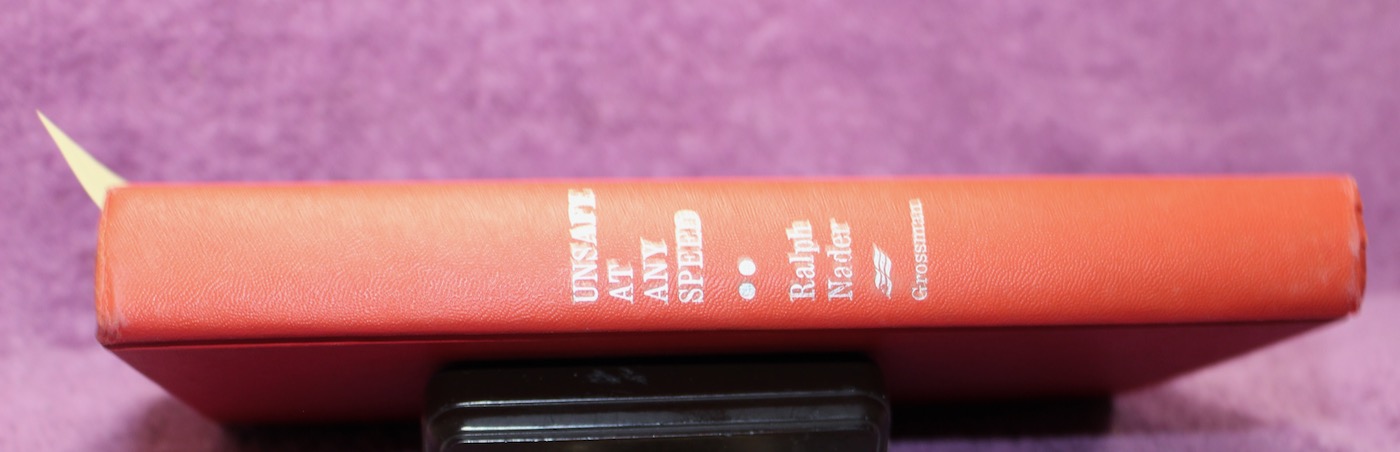 UNSAFE
AT
ANY
SPEED
Ralph
Nader
Grossman